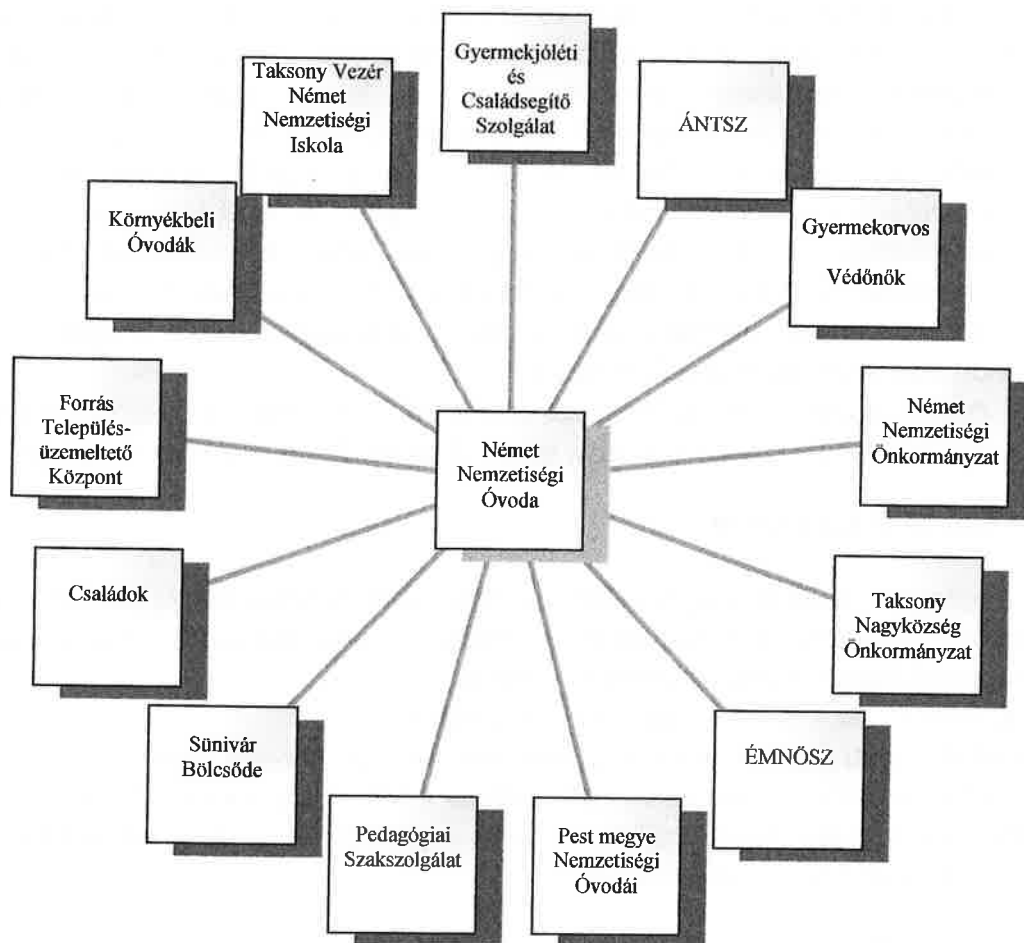 Gyermekjóléti
és
Családsegítő
Szolgálat
ÁNTSZ
Gyermekorvos
Védőnők
Német
Nemzetiségi
Önkormányzat
Taksony
Nagyközség
Önkormányzat
ÉMNÖSZ
Pest megye
Nemzetiségi
Óvodái
Pedagógiai
Szakszolgálat
Sünivár
Bölcsőde
Családok
Forrás
Település-
üzemeltető
Központ
Környékbeli
Óvodák
Taksony Vezér
Német
Nemzetiségi
Iskola
Német
Nemzetiségi
Óvoda